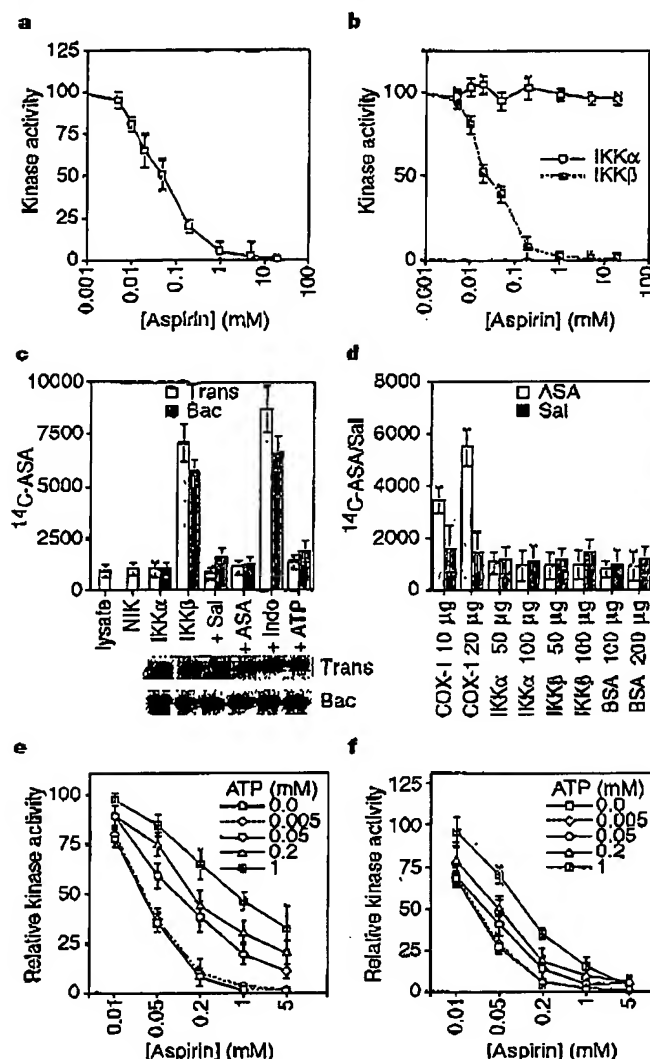 a
b
Kinase activity
125
100
75
50
25
0
0.001
0.01
0.1
1
10
100
[Aspirin] (mM)
Kinase activity
100
50
0
IKKα
IKKβ
0.001
0.01
0.1
1
10
100
[Aspirin] (mM)
c
d
14C-ASA
10000
7500
5000
2500
0
Trans
Bac
lysate
NIK
IKKα
IKKβ
+ Sal
+ ASA
+ Indo
+ ATP
Trans
Bac
14C-ASA/Sal
8000
6000
4000
2000
0
ASA
Sal
COX-I 10 µg
COX-1 20 µg
IKKα 50 µg
IKKα 100 µg
IKKβ 50 µg
IKKβ 100 µg
BSA 100 µg
BSA 200 µg
e
f
Relative kinase activity
100
75
50
25
0
ATP (mM)
0.0
0.005
0.05
0.2
1
0.01
0.05
0.2
1
5
[Aspirin] (mM)
Relative kinase activity
125
100
75
50
25
0
ATP (mM)
0.0
0.005
0.05
0.2
1
0.01
0.05
0.2
1
5
[Aspirin] (mM)